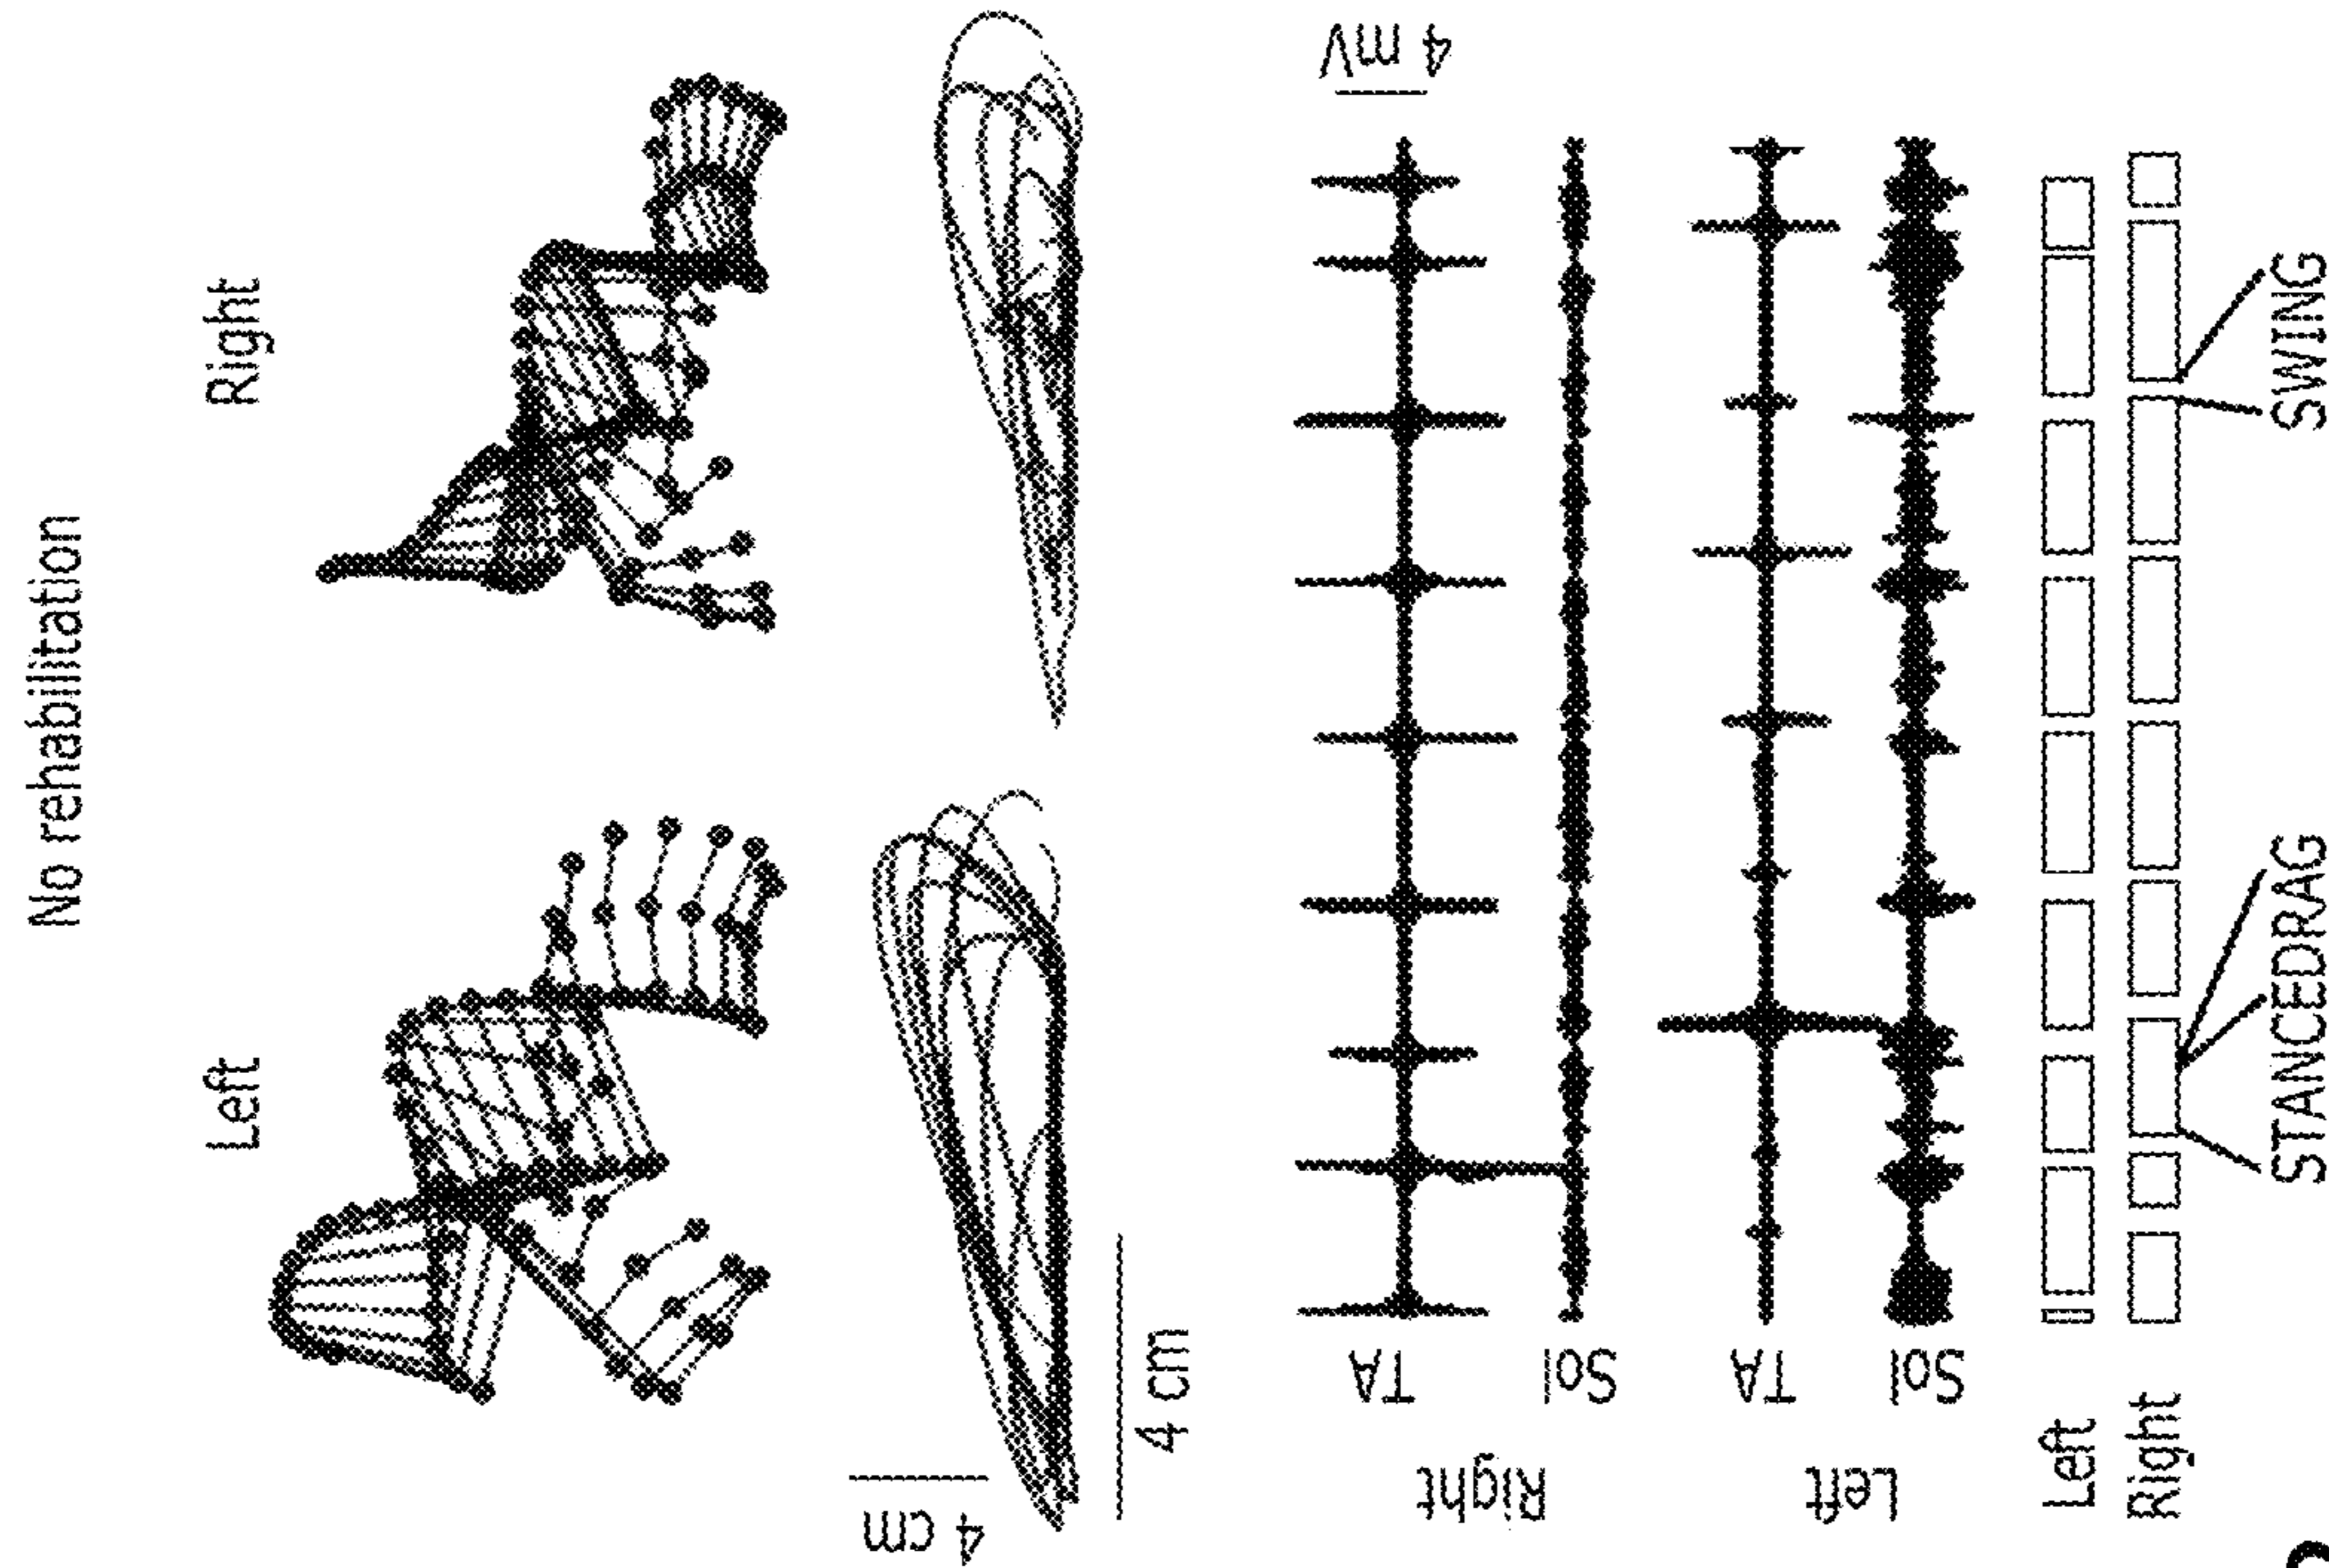 No rehabilitation
Left
Right
4 cm
4 cm
4 mV
Right
TA
Sol
Left
TA
Sol
Left
Right
STANCEDRAG
SWING